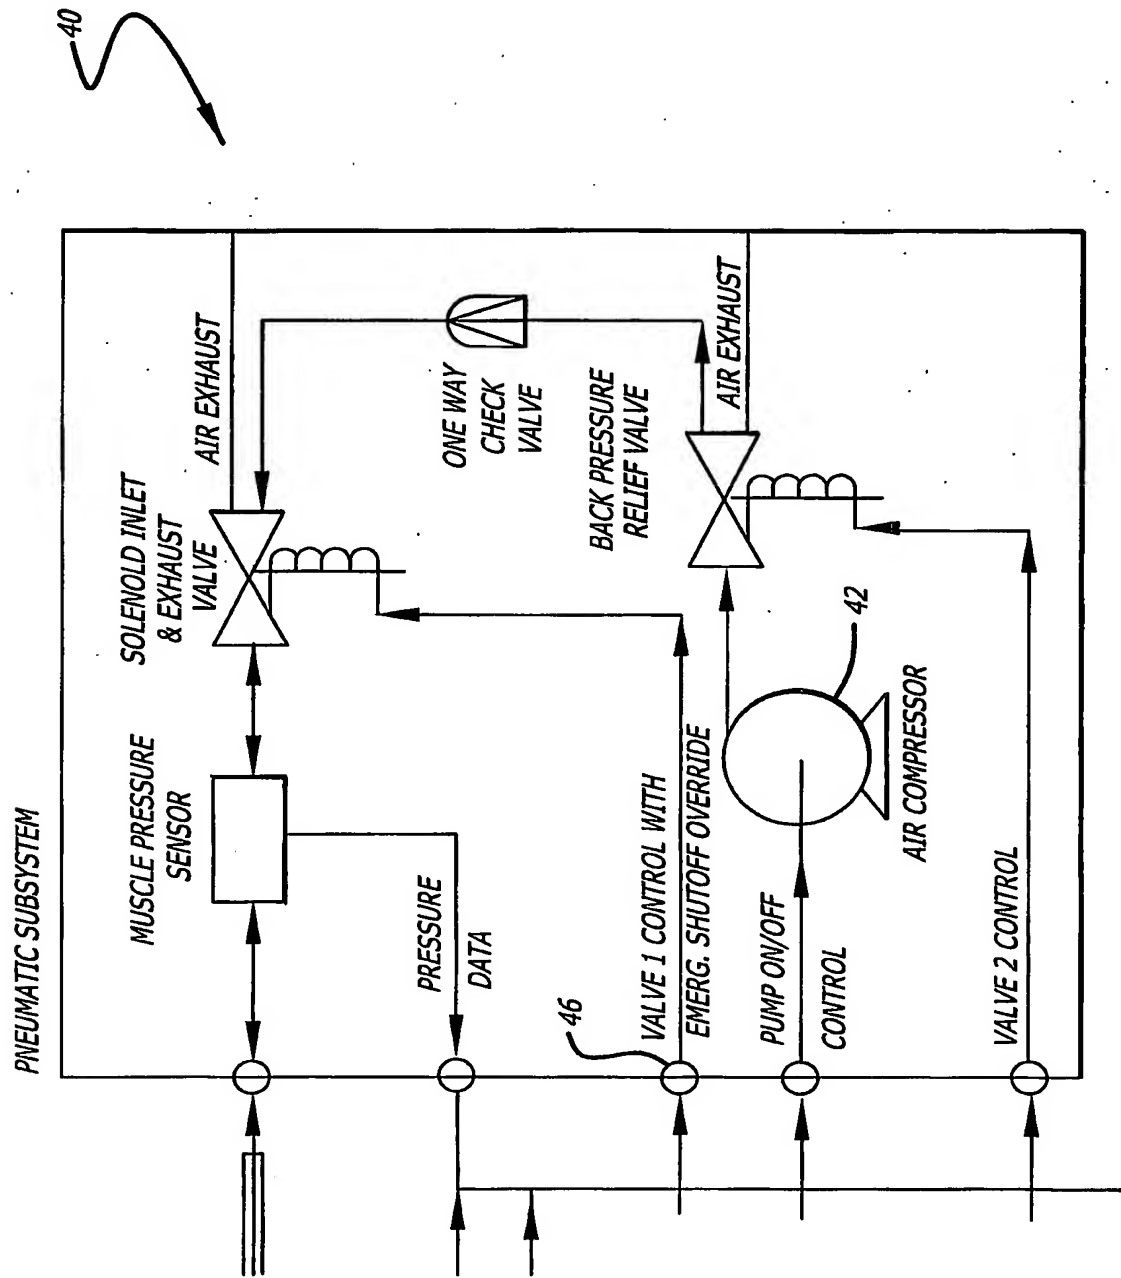 40
PNEUMATIC SUBSYSTEM
MUSCLE PRESSURE
SENSOR
SOLENOLD INLET
& EXHAUST
VALVE
AIR EXHAUST
PRESSURE
DATA
ONE WAY
CHECK
VALVE
46
VALVE 1 CONTROL WITH
EMERG. SHUTOFF OVERRIDE
BACK PRESSURE
RELIEF VALVE
AIR EXHAUST
PUMP ON/OFF
CONTROL
42
AIR COMPRESSOR
VALVE 2 CONTROL